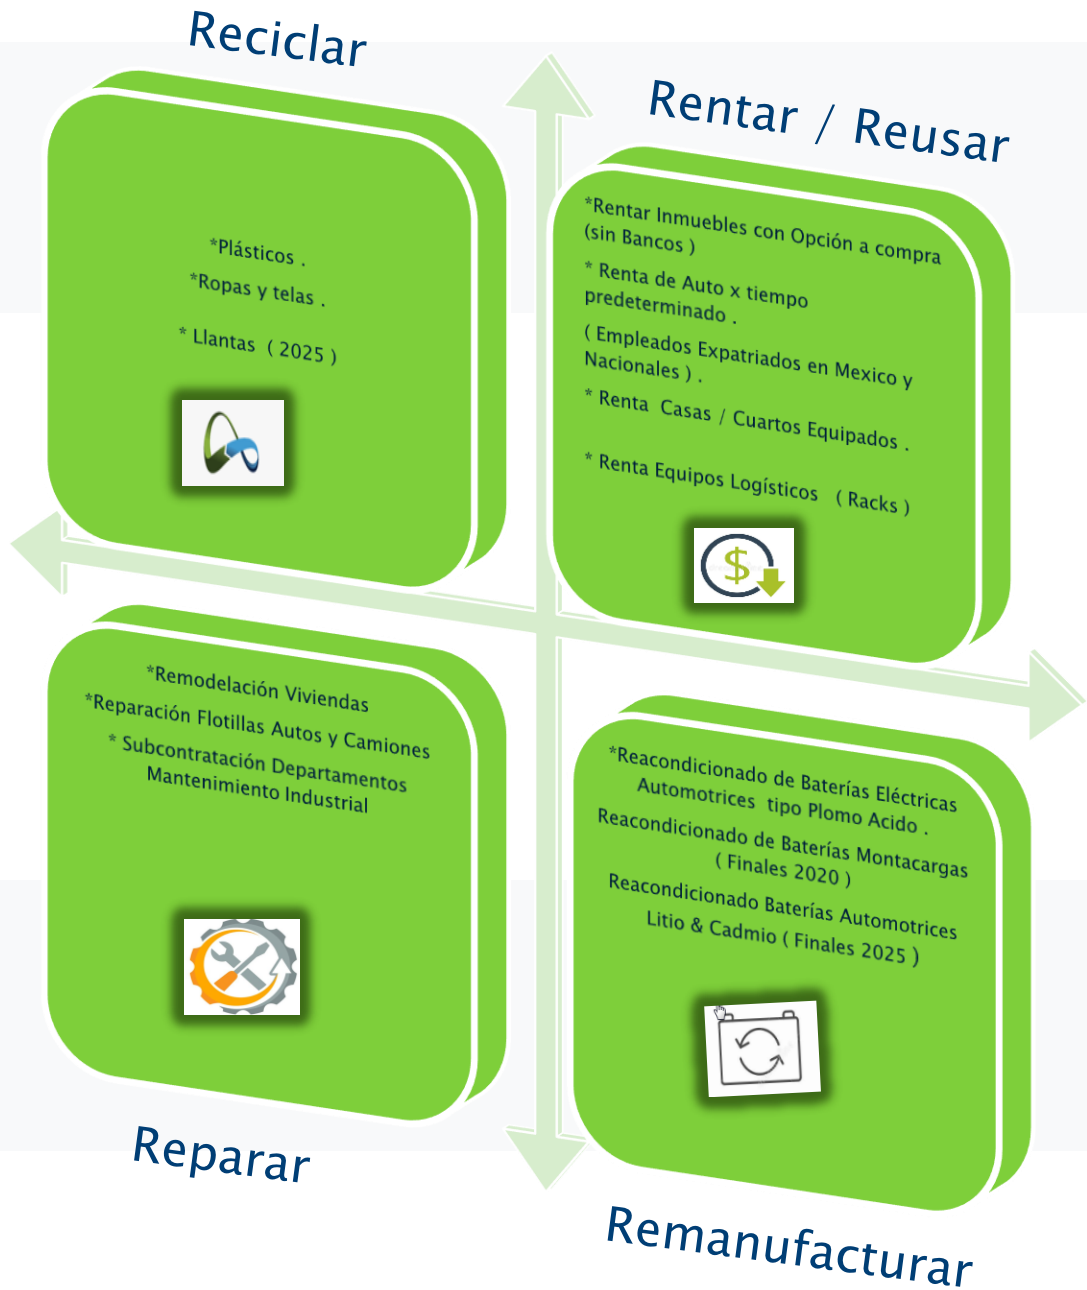 Reciclar
*Plásticos .
*Ropas y telas .
* Llantas ( 2025 )
Rentar / Reusar
*Rentar Inmuebles con Opción a compra
(sin Bancos )
* Renta de Auto x tiempo
predeterminado .
( Empleados Expatriados en Mexico y
Nacionales ) .
* Renta Casas / Cuartos Equipados .
* Renta Equipos Logísticos ( Racks )
$
*Remodelación Viviendas
*Reparación Flotillas Autos y Camiones
* Subcontratación Departamentos
Mantenimiento Industrial
Reparar
*Reacondicionado de Baterías Eléctricas
Automotrices tipo Plomo Acido .
Reacondicionado de Baterías Montacargas
( Finales 2020 )
Reacondicionado Baterías Automotrices
Litio & Cadmio ( Finales 2025 )
Remanufacturar